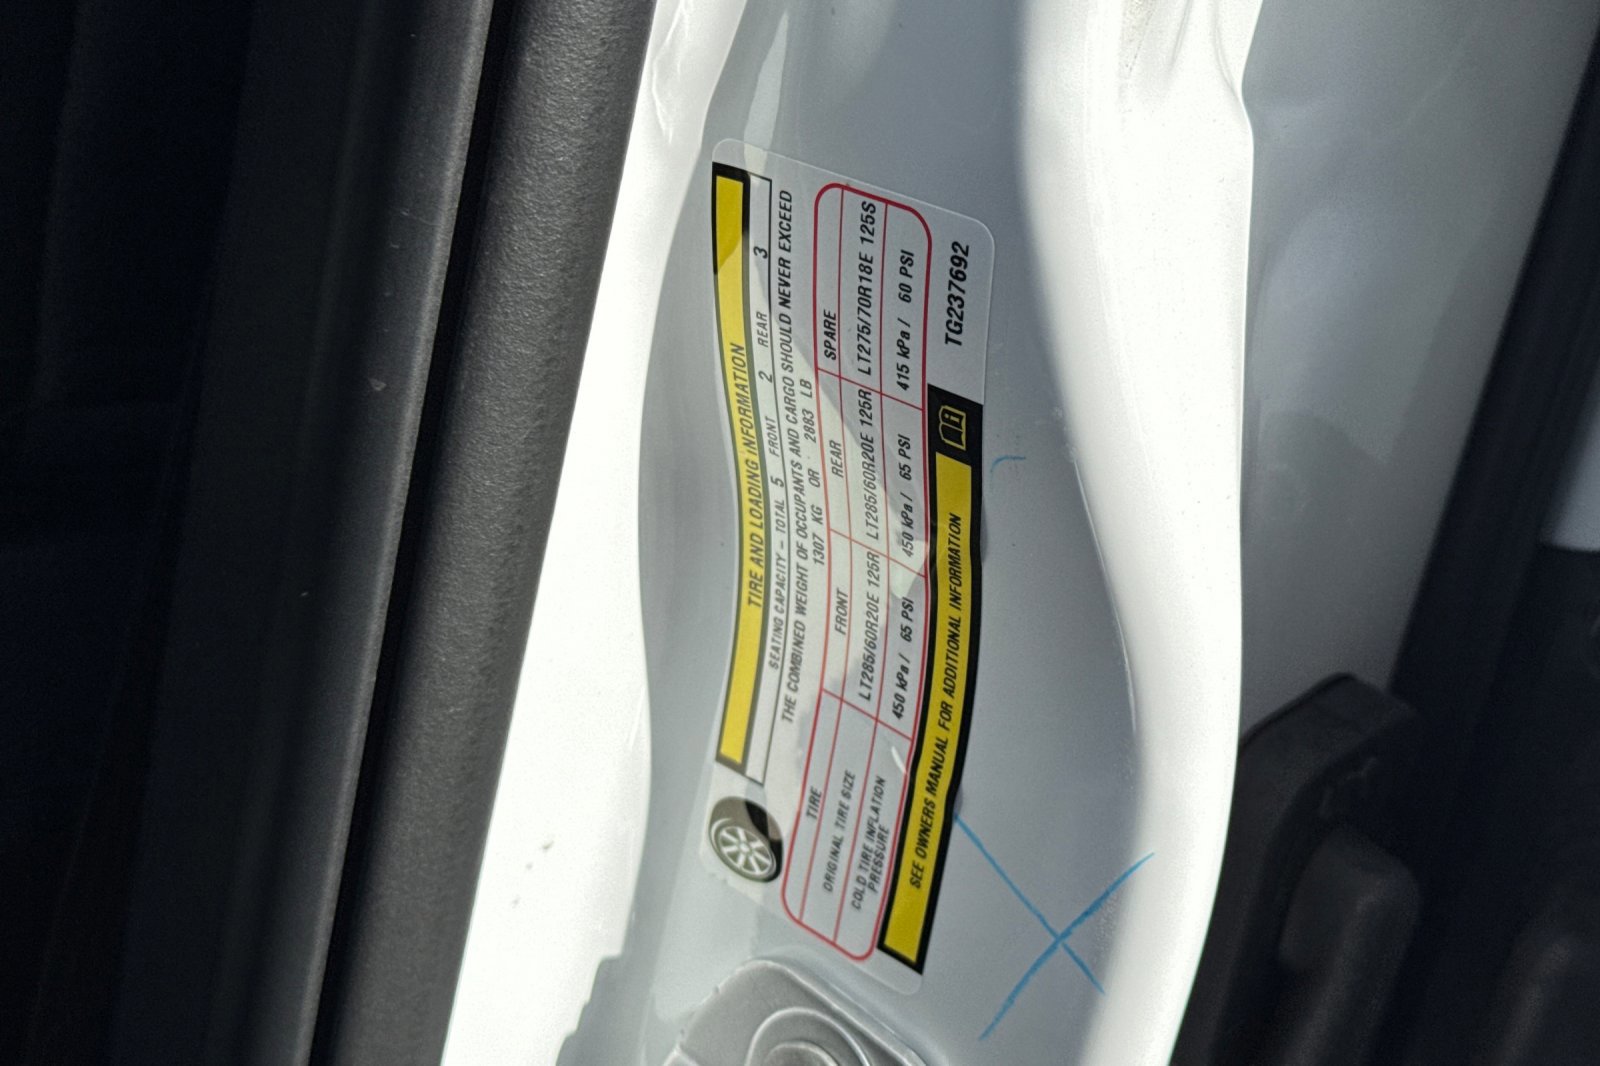 TIRE AND LOADING INFORMATION
SEATING CAPACITY – TOTAL 5 FRONT 2 REAR 3
THE COMBINED WEIGHT OF OCCUPANTS AND CARGO SHOULD NEVER EXCEED
1307 KG OR 2883 LB
TIRE FRONT REAR SPARE
ORIGINAL TIRE SIZE LT285/60R20E 125R LT285/60R20E 125R LT275/70R18E 125S
COLD TIRE INFLATION PRESSURE 450 kPa / 65 PSI 450 kPa / 65 PSI 415 kPa / 60 PSI
SEE OWNERS MANUAL FOR ADDITIONAL INFORMATION
TG237692